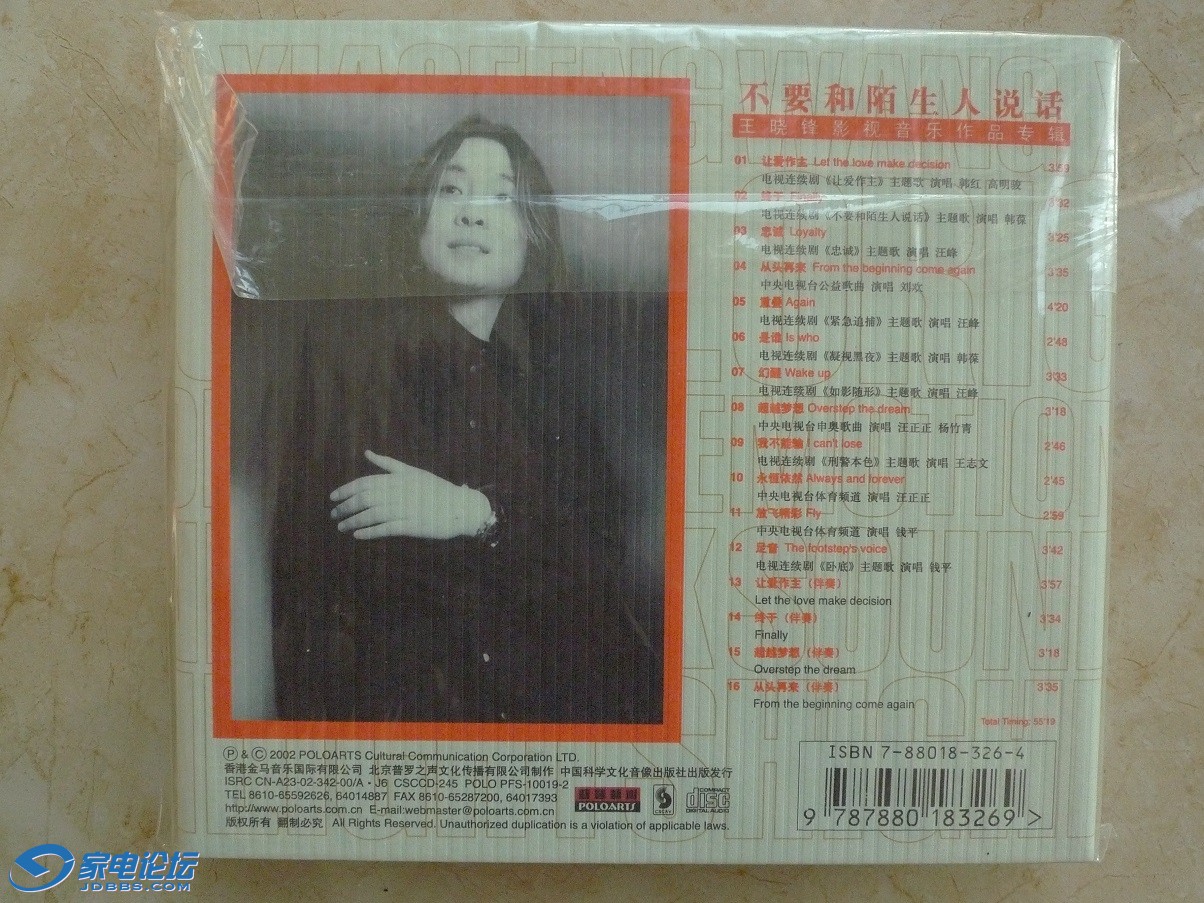 XIAOFENGWANG
不要和陌生人说话
王晓锋影视音乐作品专辑
01 让爱作主 Let the love make decision 3'59
电视连续剧《让爱作主》主题歌 演唱 韩红 高明骏
02 终于 Finally 3'32
电视连续剧《不要和陌生人说话》主题歌 演唱 韩葆
03 忠诚 Loyalty 3'25
电视连续剧《忠诚》主题歌 演唱 汪峰
04 从头再来 From the beginning come again 3'35
中央电视台公益歌曲 演唱 刘欢
05 重叠 Again 4'20
电视连续剧《紧急追捕》主题歌 演唱 汪峰
06 是谁 Is who 2'48
电视连续剧《凝视黑夜》主题歌 演唱 韩葆
07 幻醒 Wake up 3'33
电视连续剧《如影随形》主题歌 演唱 汪峰
08 超越梦想 Overstep the dream 3'18
中央电视台申奥歌曲 演唱 汪正正 杨竹青
09 我不能输 I can't lose 2'46
电视连续剧《刑警本色》主题歌 演唱 王志文
10 永恒依然 Always and forever 2'45
中央电视台体育频道 演唱 汪正正
11 放飞精彩 Fly 2'59
中央电视台体育频道 演唱 钱平
12 足音 The footstep's voice 3'42
电视连续剧《卧底》主题歌 演唱 钱平
13 让爱作主（伴奏） 3'57
Let the love make decision
14 终于（伴奏） 3'34
Finally
15 超越梦想（伴奏） 3'18
Overstep the dream
16 从头再来（伴奏） 3'35
From the beginning come again
Total Timing: 55'19
Ⓟ & Ⓒ 2002 POLOARTS Cultural Communication Corporation LTD.
香港金马音乐国际有限公司 北京普罗之声文化传播有限公司制作 中国科学文化音像出版社出版发行
ISRC CN-A23-02-342-00/A·J6 CSCCD-245 POLO PFS-10019-2
TEL 8610-65592626, 64014887 FAX 8610-65287200, 64017393
http://www.poloarts.com.cn E-mail:webmaster@poloarts.com.cn
版权所有 翻制必究 All Rights Reserved. Unauthorized duplication is a violation of applicable laws.
POLOARTS
COMPACT disc DIGITAL AUDIO
ISBN 7-88018-326-4
9 787880 183269 >
家电论坛
JDBBS.COM